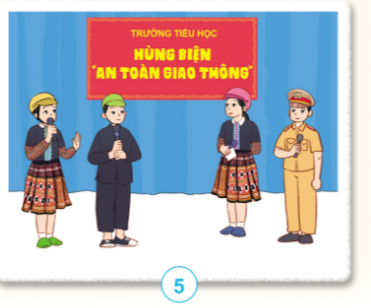 TRƯỜNG TIỂU HỌC
HÙNG BIỆN
"AN TOÀN GIAO THÔNG"
5